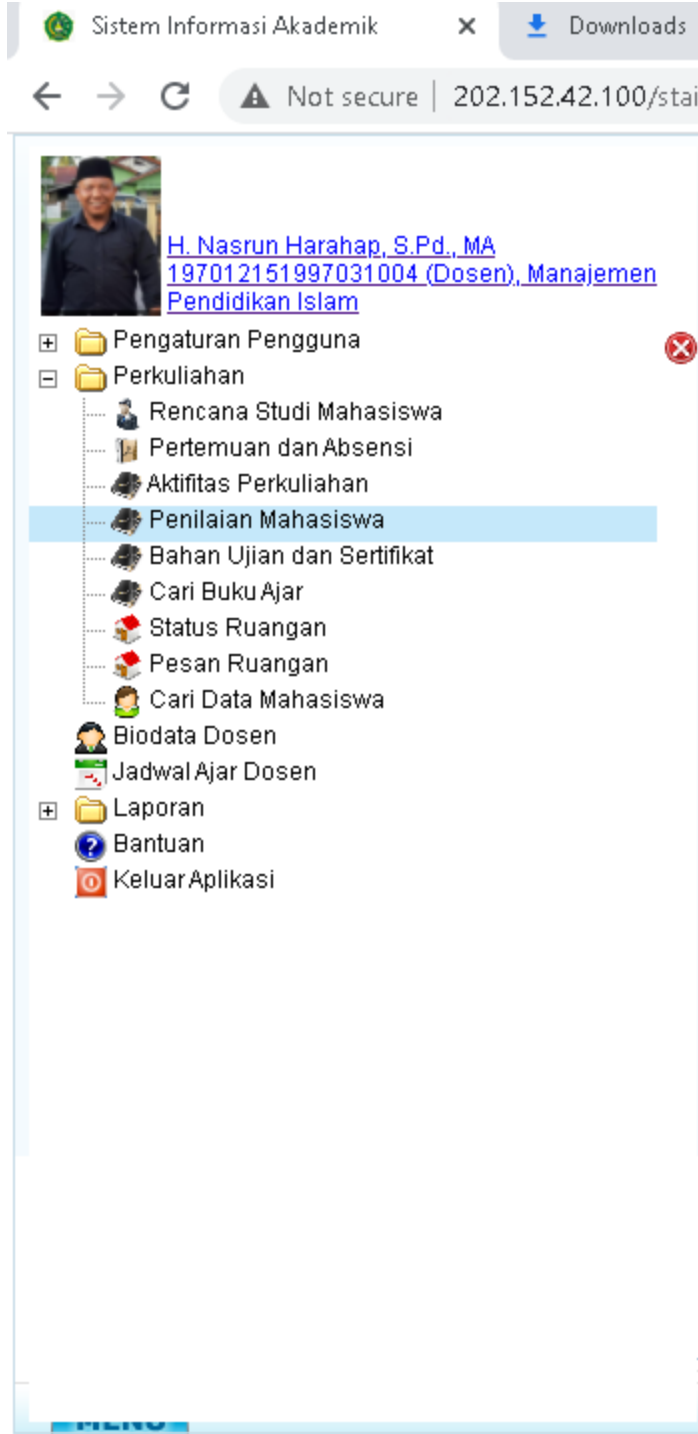 Sistem Informasi Akademik
Downloads
Not secure | 202.152.42.100/stai
H. Nasrun Harahap, S.Pd., MA
197012151997031004 (Dosen), Manajemen
Pendidikan Islam
Pengaturan Pengguna
Perkuliahan
Rencana Studi Mahasiswa
Pertemuan dan Absensi
Aktifitas Perkuliahan
Penilaian Mahasiswa
Bahan Ujian dan Sertifikat
Cari Buku Ajar
Status Ruangan
Pesan Ruangan
Cari Data Mahasiswa
Biodata Dosen
Jadwal Ajar Dosen
Laporan
Bantuan
Keluar Aplikasi
MENU